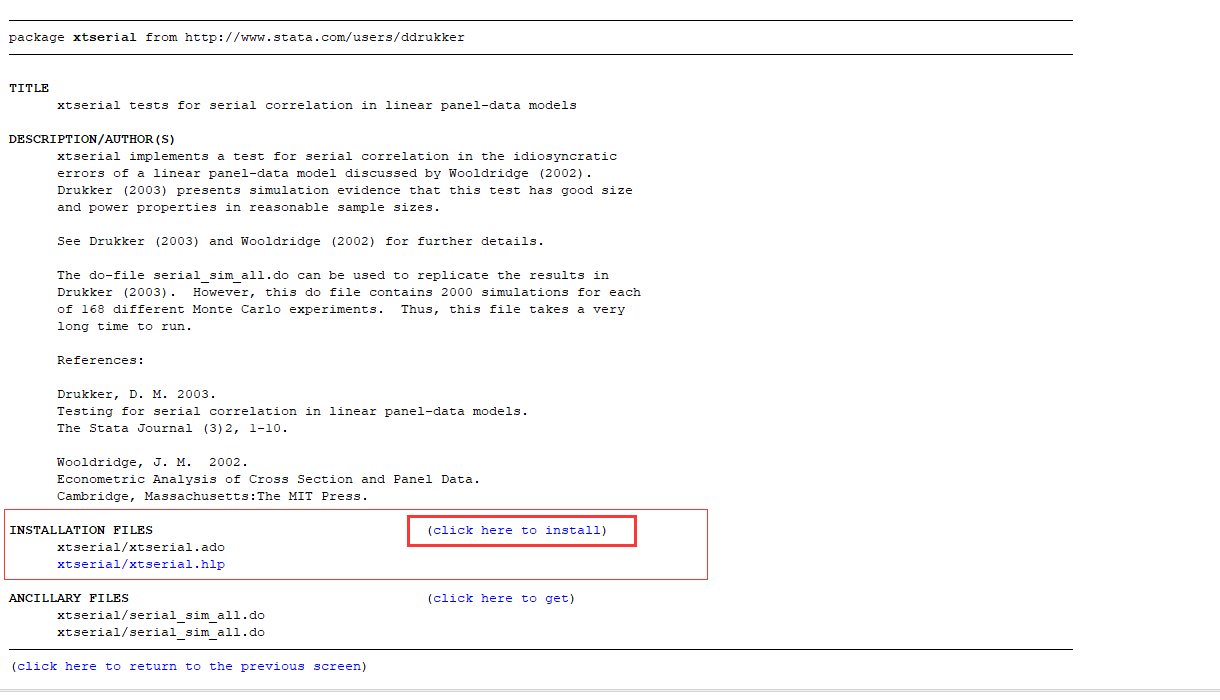 package xtserial from http://www.stata.com/users/ddrukker
TITLE
xtserial tests for serial correlation in linear panel-data models
DESCRIPTION/AUTHOR(S)
xtserial implements a test for serial correlation in the idiosyncratic
errors of a linear panel-data model discussed by Wooldridge (2002).
Drukker (2003) presents simulation evidence that this test has good size
and power properties in reasonable sample sizes.
See Drukker (2003) and Wooldridge (2002) for further details.
The do-file serial_sim_all.do can be used to replicate the results in
Drukker (2003).  However, this do file contains 2000 simulations for each
of 168 different Monte Carlo experiments.  Thus, this file takes a very
long time to run.
References:
Drukker, D. M. 2003.
Testing for serial correlation in linear panel-data models.
The Stata Journal (3)2, 1-10.
Wooldridge, J. M.  2002.
Econometric Analysis of Cross Section and Panel Data.
Cambridge, Massachusetts:The MIT Press.
INSTALLATION FILES (click here to install)
xtserial/xtserial.ado
xtserial/xtserial.hlp
ANCILLARY FILES (click here to get)
xtserial/serial_sim_all.do
xtserial/serial_sim_all.do
(click here to return to the previous screen)